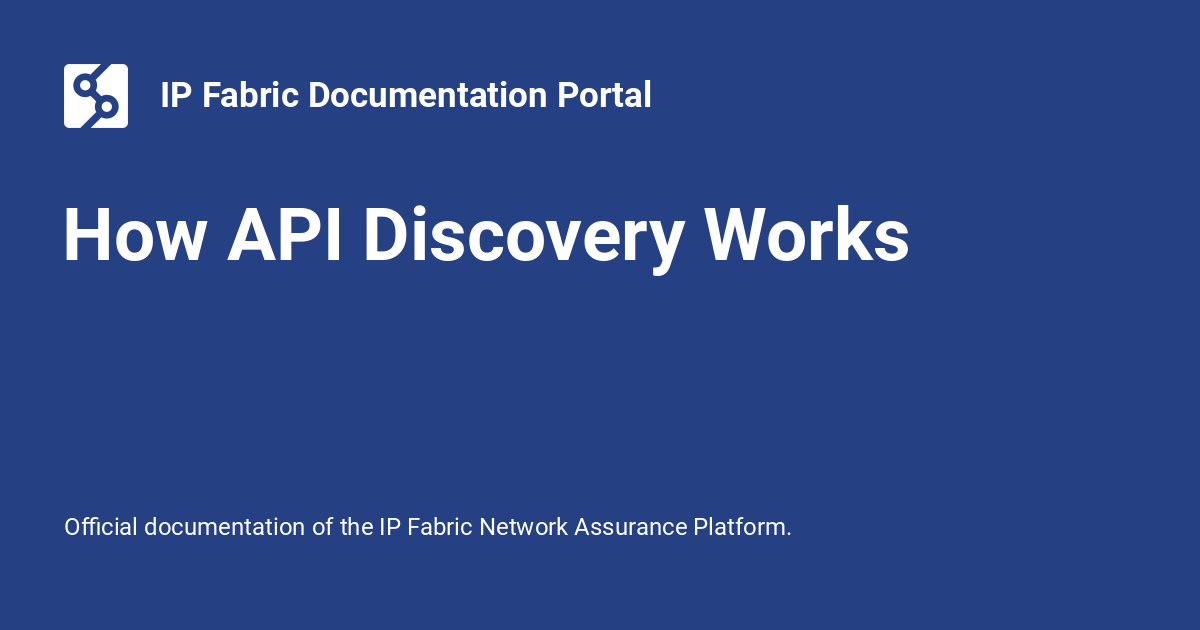 IP Fabric Documentation Portal
How API Discovery Works
Official documentation of the IP Fabric Network Assurance Platform.